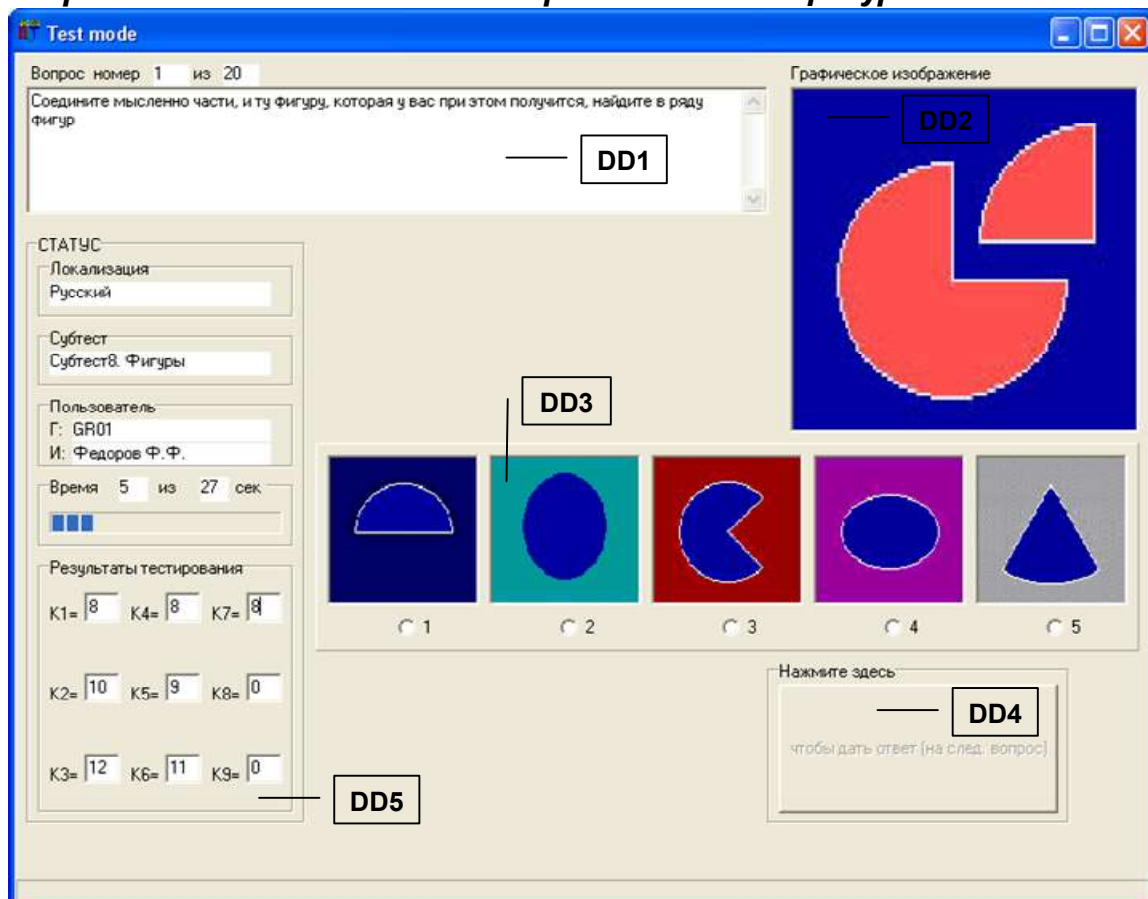 Test mode
Вопрос номер 1 из 20
Графическое изображение
Соедините мысленно части, и ту фигуру, которая у вас при этом получится, найдите в ряду
фигур
DD1
DD2
СТАТУС
Локализация
Русский
Субтест
Субтест8. Фигуры
Пользователь
Г: GR01
И: Федоров Ф.Ф.
DD3
Время 5 из 27 сек
Результаты тестирования
K1= 8 K4= 8 K7= 8
K2= 10 K5= 9 K8= 0
K3= 12 K6= 11 K9= 0
1 2 3 4 5
Нажмите здесь
DD4
чтобы дать ответ (на след. вопрос)
DD5